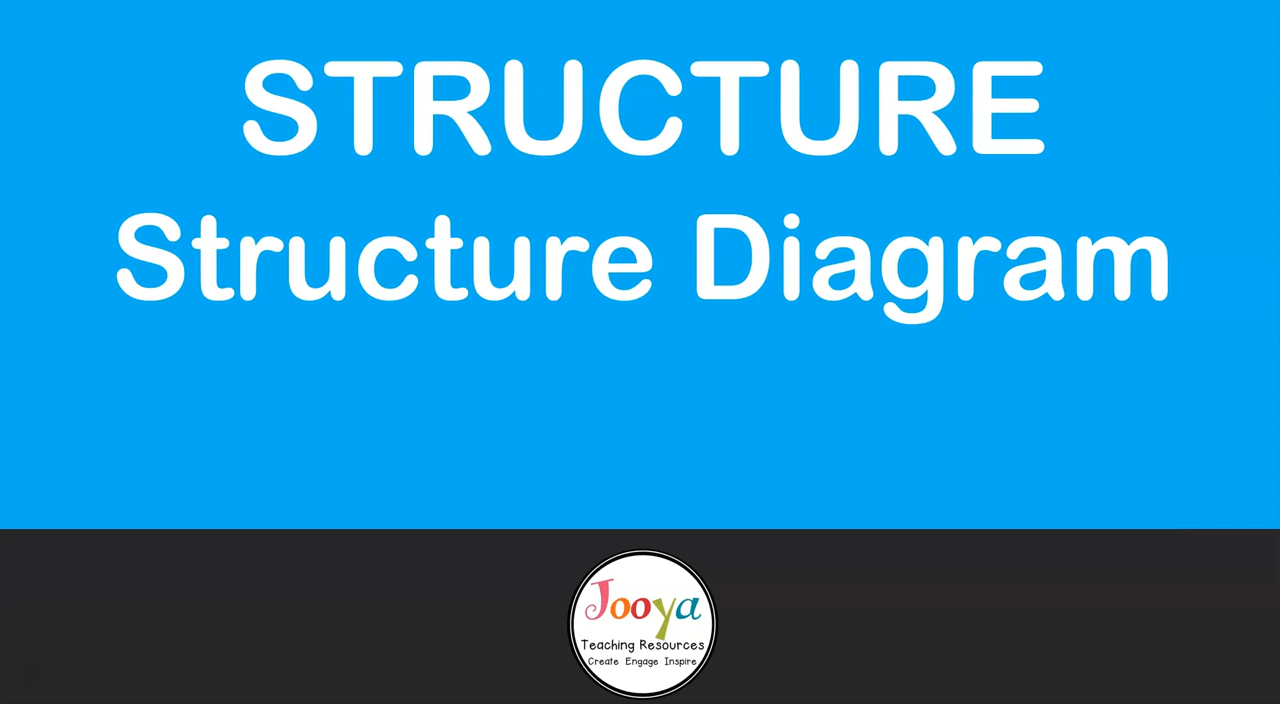 STRUCTURE
Structure Diagram
Jooya
Teaching Resources
Create Engage Inspire